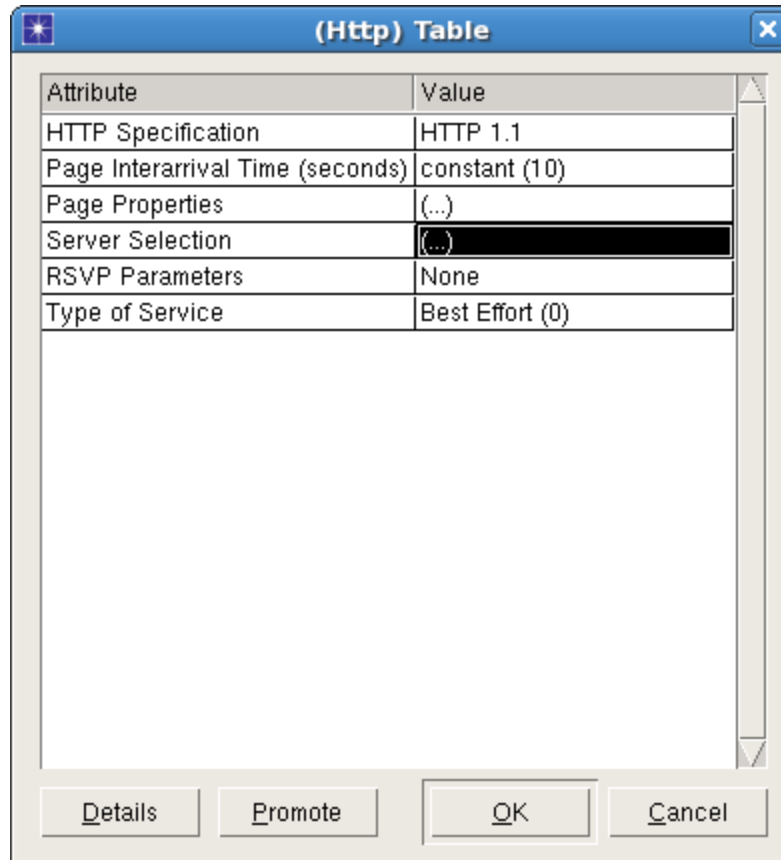 (Http) Table
Attribute Value
HTTP Specification HTTP 1.1
Page Interarrival Time (seconds) constant (10)
Page Properties (...)
Server Selection (...)
RSVP Parameters None
Type of Service Best Effort (0)
Details Promote OK Cancel